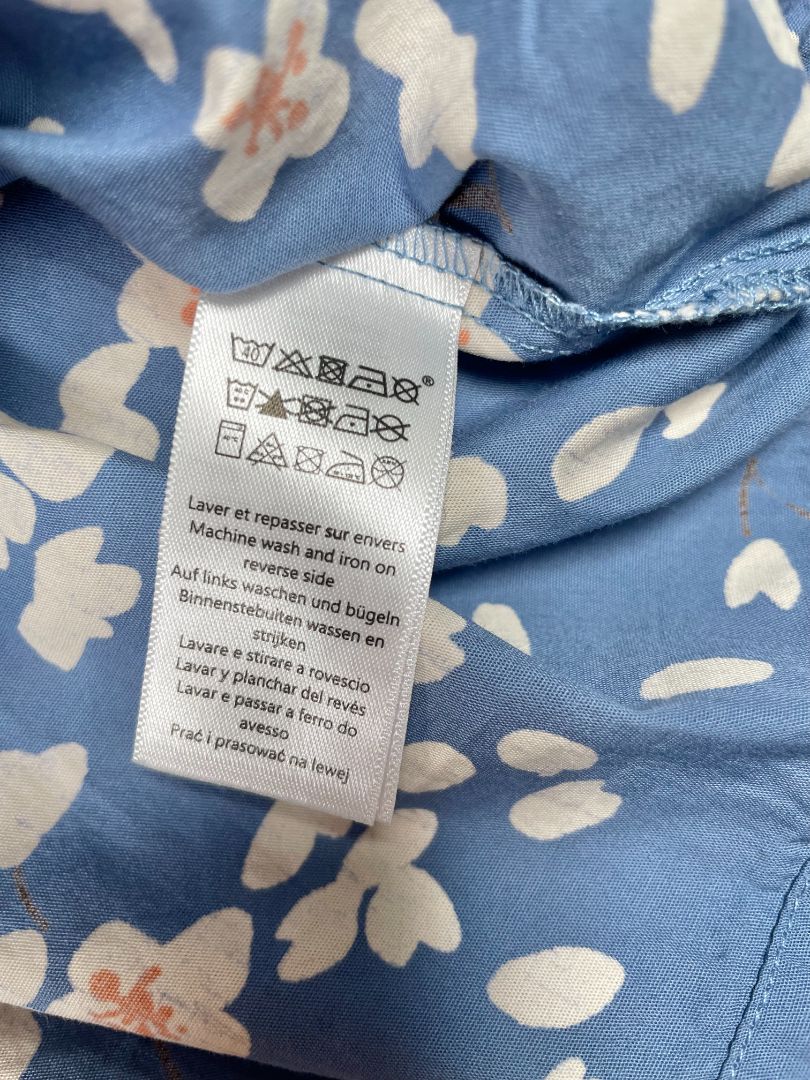 40 ®
40°C
40°C
Laver et repasser sur envers
Machine wash and iron on
reverse side
Auf links waschen und bügeln
Binnenstebuiten wassen en
strijken
Lavare e stirare a rovescio
Lavar y planchar del revés
Lavar e passar a ferro do
avesso
Prać i prasować na lewej